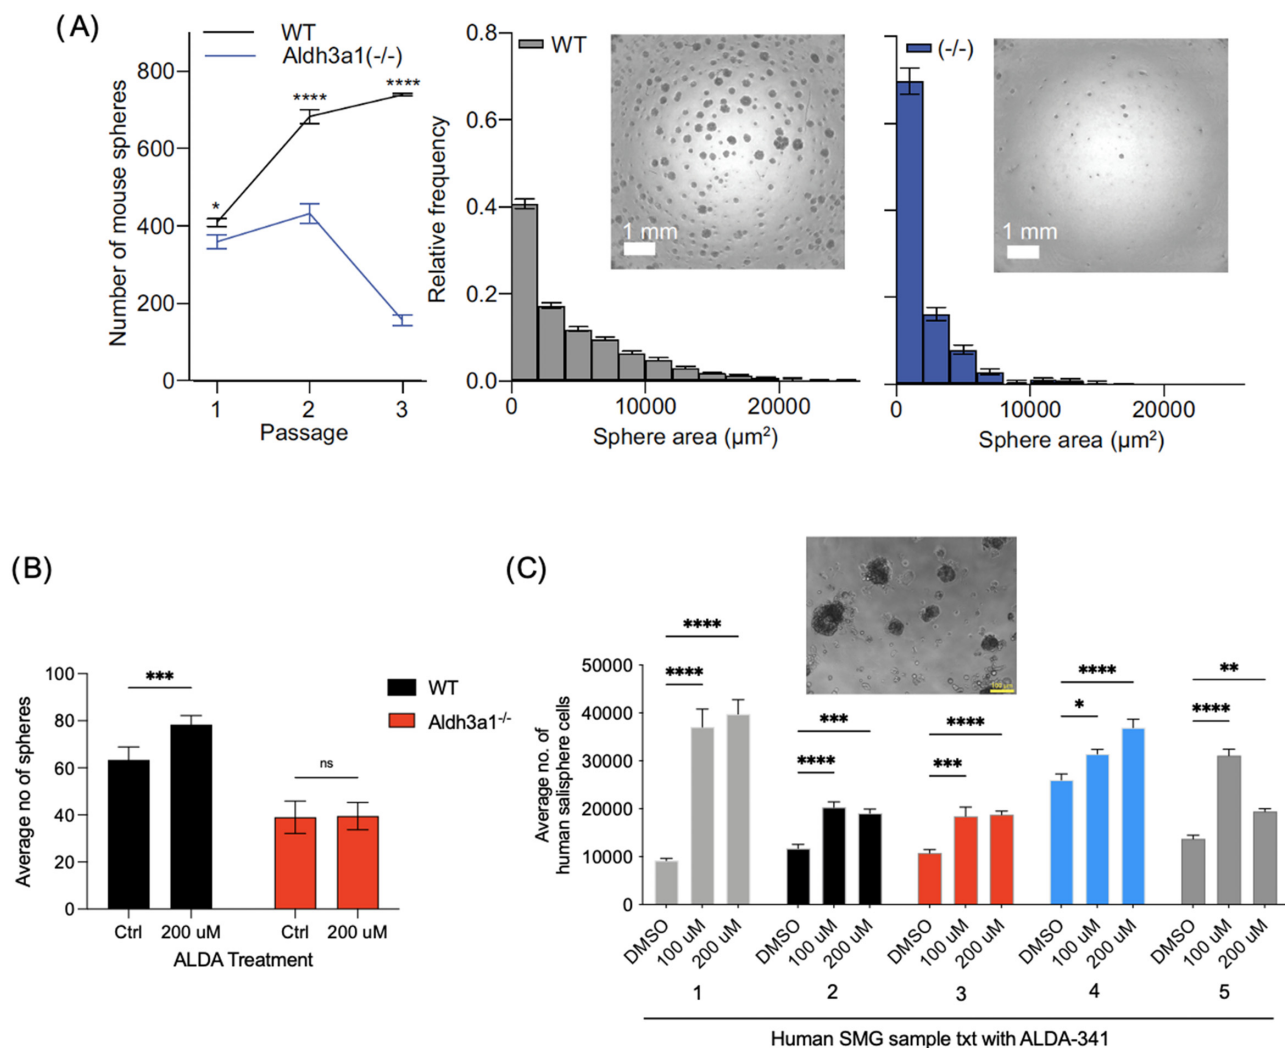 (A)
WT
Aldh3a1(-/-)
Number of mouse spheres
800
600
400
200
0
*
****
****
1
2
3
Passage
WT
Relative frequency
0.8
0.6
0.4
0.2
0.0
1 mm
0
10000
20000
Sphere area (µm²)
(-/-)
1 mm
0
10000
20000
Sphere area (µm²)
(B)
Average no of spheres
100
80
60
40
20
0
***
ns
WT
Aldh3a1-/-
Ctrl
200 uM
Ctrl
200 uM
ALDA Treatment
(C)
100 um
Average no. of
human salisphere cells
50000
40000
30000
20000
10000
0
****
****
***
****
****
***
****
*
**
****
DMSO
100 uM
200 uM
DMSO
100 uM
200 uM
DMSO
100 uM
200 uM
DMSO
100 uM
200 uM
DMSO
100 uM
200 uM
1
2
3
4
5
Human SMG sample txt with ALDA-341